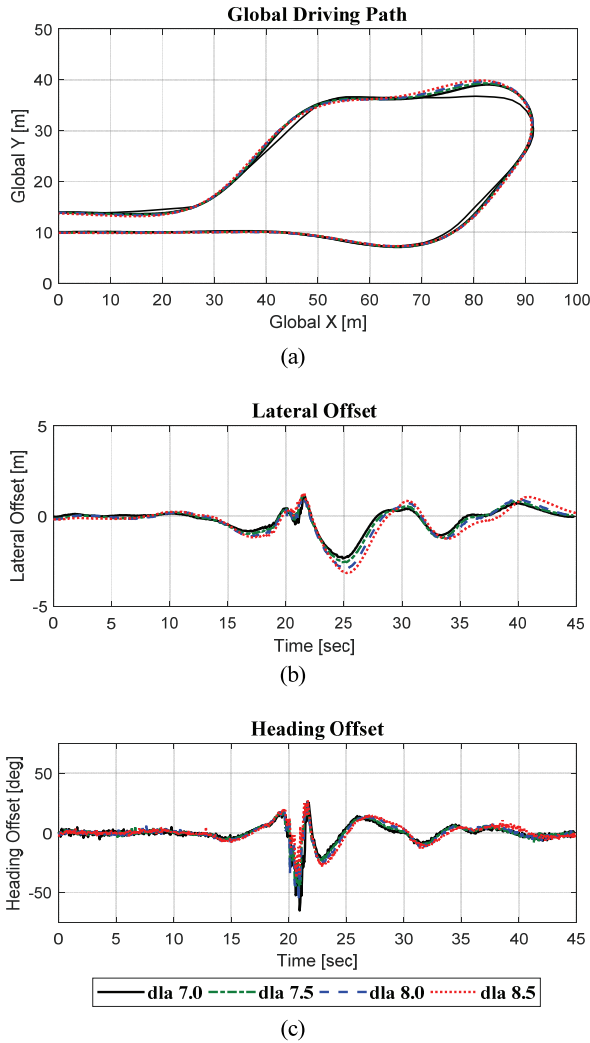 Global Driving Path
50
40
30
20
10
0
Global Y [m]
0 10 20 30 40 50 60 70 80 90 100
Global X [m]
(a)
Lateral Offset
5
0
-5
Lateral Offset [m]
0 5 10 15 20 25 30 35 40 45
Time [sec]
(b)
Heading Offset
50
0
-50
Heading Offset [deg]
0 5 10 15 20 25 30 35 40 45
Time [sec]
dla 7.0 dla 7.5 dla 8.0 dla 8.5
(c)